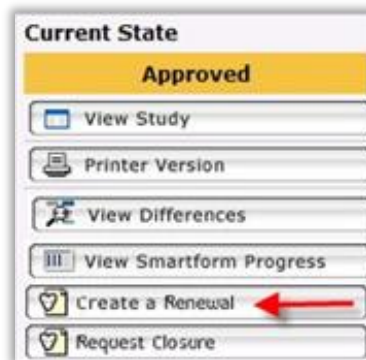 Current State
Approved
View Study
Printer Version
View Differences
View Smartform Progress
Create a Renewal
Request Closure